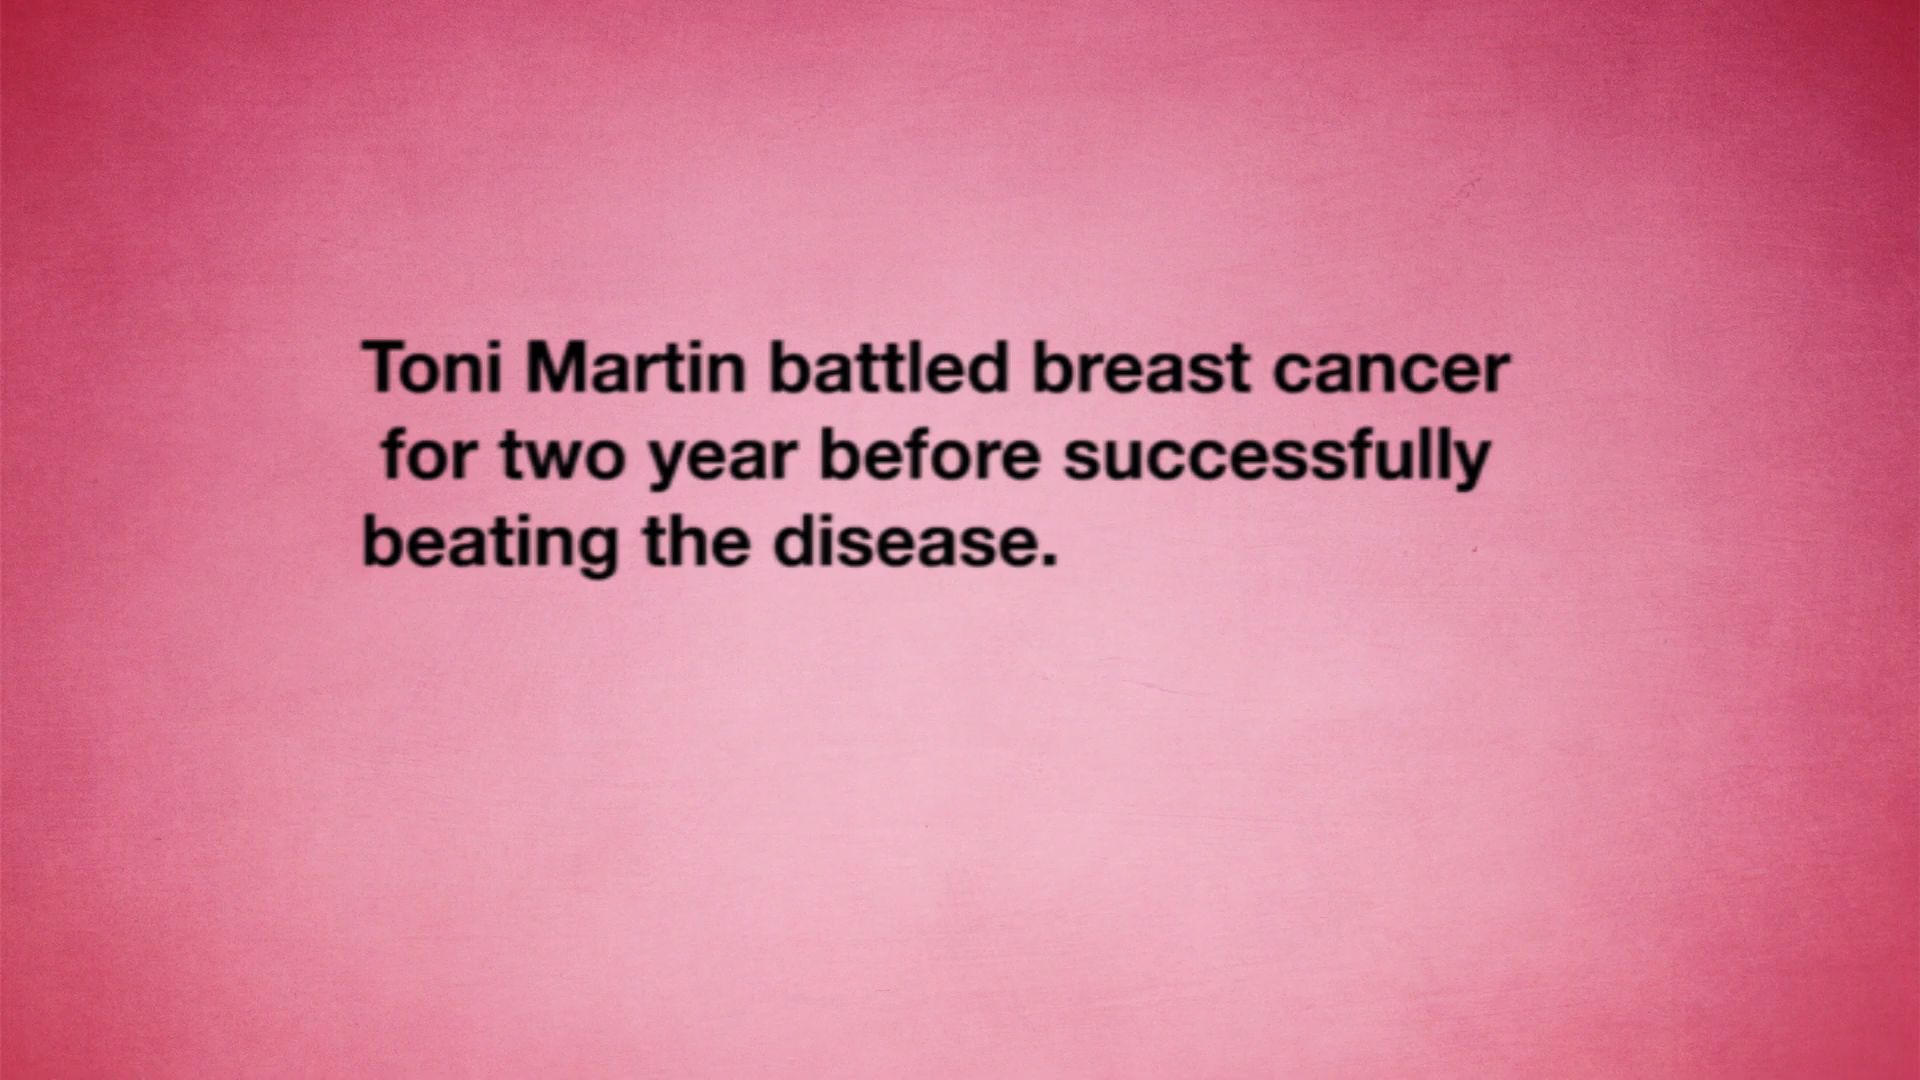 Toni Martin battled breast cancer
for two year before successfully
beating the disease.